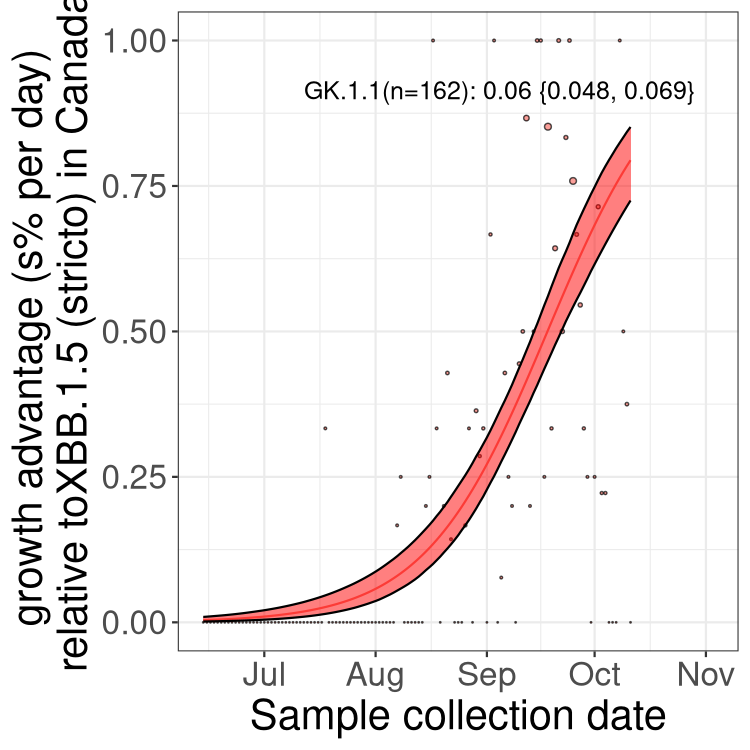 growth advantage (s% per day)
relative toXBB.1.5 (stricto) in Canada
1.00
0.75
0.50
0.25
0.00
GK.1.1(n=162): 0.06 {0.048, 0.069}
Jul
Aug
Sep
Oct
Nov
Sample collection date